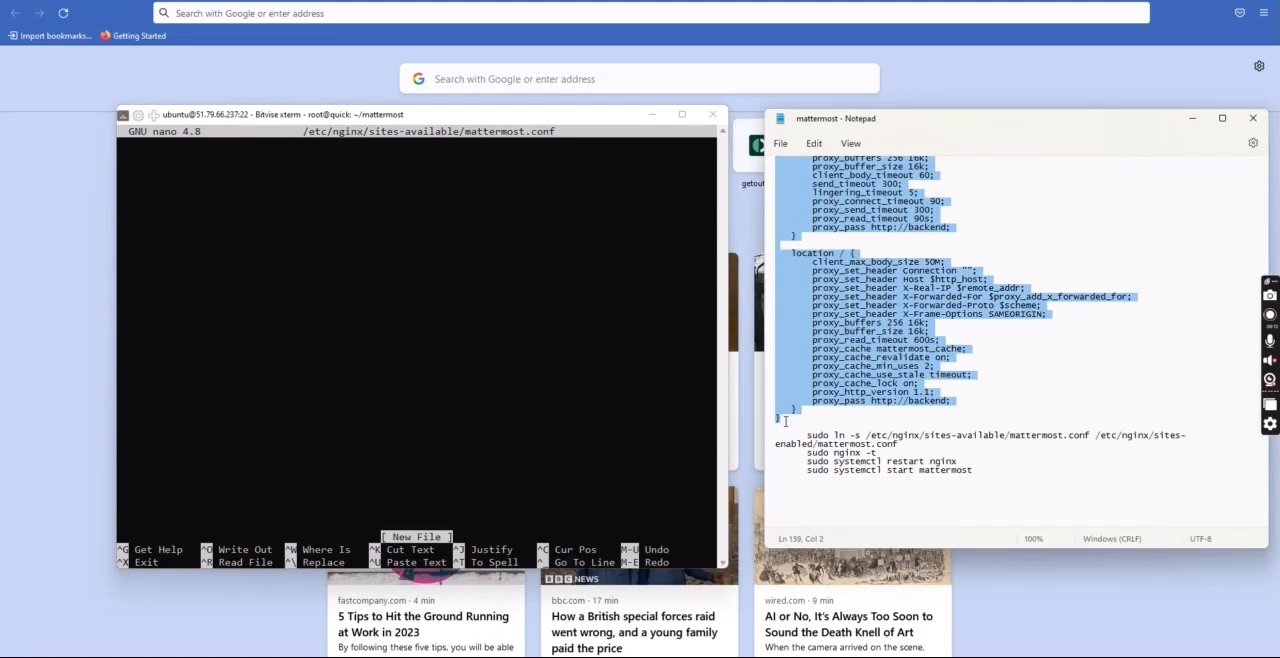 Search with Google or enter address
Import bookmarks...
Getting Started
Search with Google or enter address
ubuntu@51.79.66.237:22 - Bitvise xterm - root@quick: ~/mattermost
GNU nano 4.8
/etc/nginx/sites-available/mattermost.conf
[ New File ]
^G Get Help ^O Write Out ^W Where Is ^K Cut Text ^J Justify ^C Cur Pos M-U Undo
^X Exit ^R Read File ^\ Replace ^U Paste Text ^T To Spell ^_ Go To Line M-E Redo
getout
mattermost - Notepad
File Edit View
proxy_buffers 256 16k;
proxy_buffer_size 16k;
client_body_timeout 60;
send_timeout 300;
lingering_timeout 5;
proxy_connect_timeout 90;
proxy_send_timeout 300;
proxy_read_timeout 90s;
proxy_pass http://backend;
}
location / {
client_max_body_size 50M;
proxy_set_header Connection "";
proxy_set_header Host $http_host;
proxy_set_header X-Real-IP $remote_addr;
proxy_set_header X-Forwarded-For $proxy_add_x_forwarded_for;
proxy_set_header X-Forwarded-Proto $scheme;
proxy_set_header X-Frame-Options SAMEORIGIN;
proxy_buffers 256 16k;
proxy_buffer_size 16k;
proxy_read_timeout 600s;
proxy_cache mattermost_cache;
proxy_cache_revalidate on;
proxy_cache_min_uses 2;
proxy_cache_use_stale timeout;
proxy_cache_lock on;
proxy_http_version 1.1;
proxy_pass http://backend;
}
}
sudo ln -s /etc/nginx/sites-available/mattermost.conf /etc/nginx/sites-
enabled/mattermost.conf
sudo nginx -t
sudo systemctl restart nginx
sudo systemctl start mattermost
Ln 139, Col 2
100%
Windows (CRLF)
UTF-8
BBC NEWS
fastcompany.com · 4 min
5 Tips to Hit the Ground Running
at Work in 2023
By following these five tips, you will be able
bbc.com · 17 min
How a British special forces raid
went wrong, and a young family
paid the price
wired.com · 9 min
AI or No, It's Always Too Soon to
Sound the Death Knell of Art
When the camera arrived on the scene,